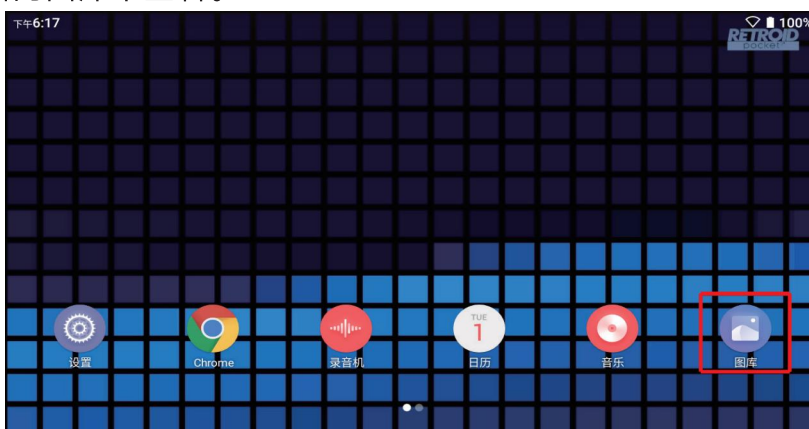 下午6:17
100%
RETROID
pocket
TUE
1
设置
Chrome
录音机
日历
音乐
图库